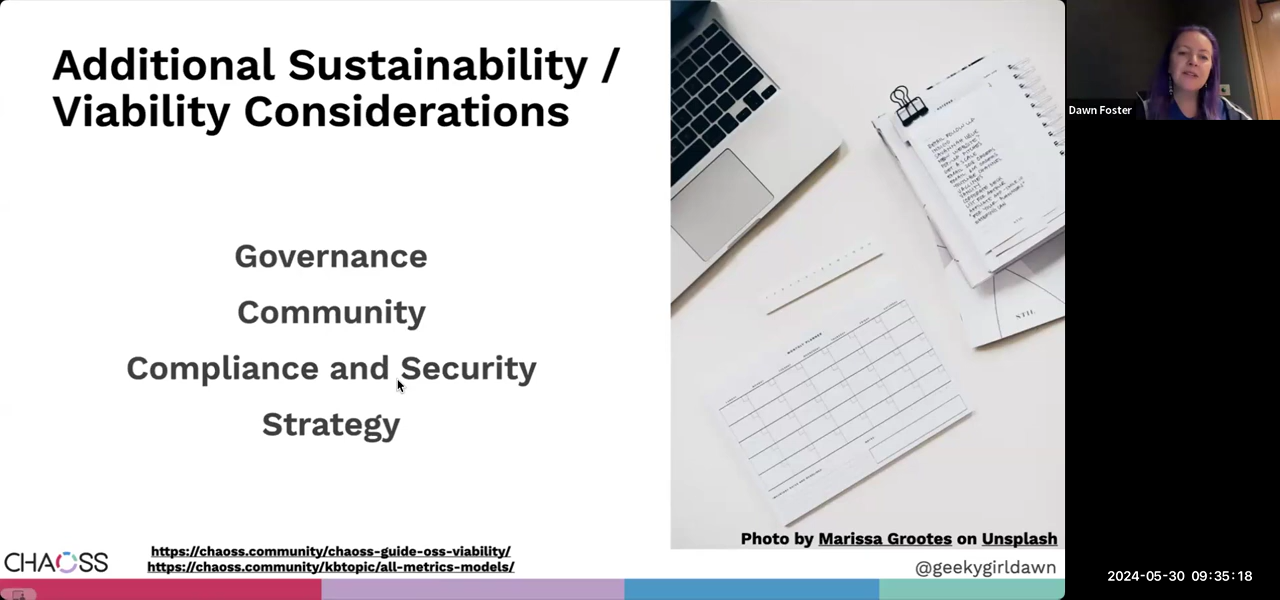 Additional Sustainability /
Viability Considerations
Governance
Community
Compliance and Security
Strategy
CHAOSS
https://chaoss.community/chaoss-guide-oss-viability/
https://chaoss.community/kbtopic/all-metrics-models/
Photo by Marissa Grootes on Unsplash
@geekygirldawn
Dawn Foster
2024-05-30 09:35:18